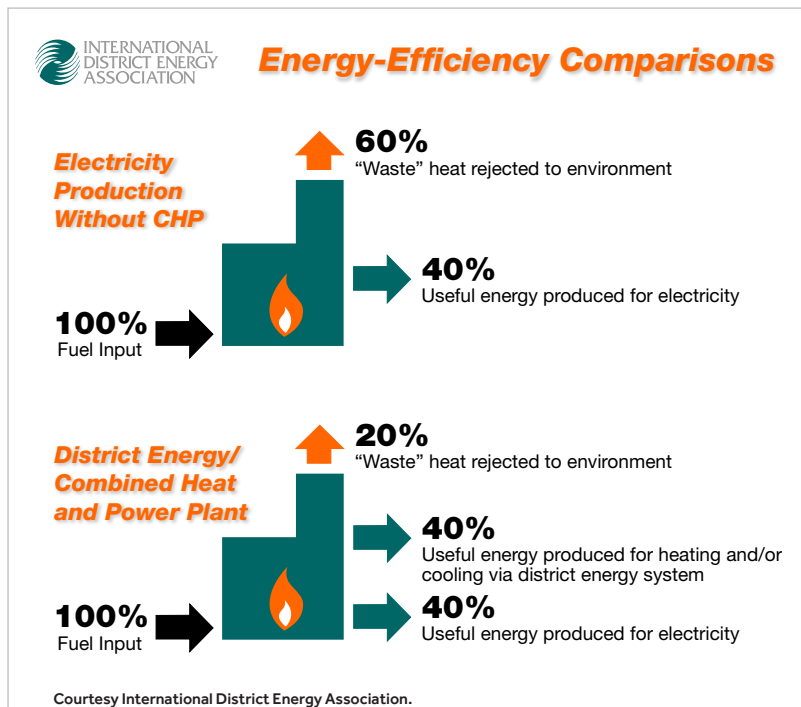 INTERNATIONAL
DISTRICT ENERGY
ASSOCIATION
Energy-Efficiency Comparisons
Electricity
Production
Without CHP
60%
“Waste” heat rejected to environment
40%
Useful energy produced for electricity
100%
Fuel Input
District Energy/
Combined Heat
and Power Plant
20%
“Waste” heat rejected to environment
40%
Useful energy produced for heating and/or
cooling via district energy system
40%
Useful energy produced for electricity
100%
Fuel Input
Courtesy International District Energy Association.